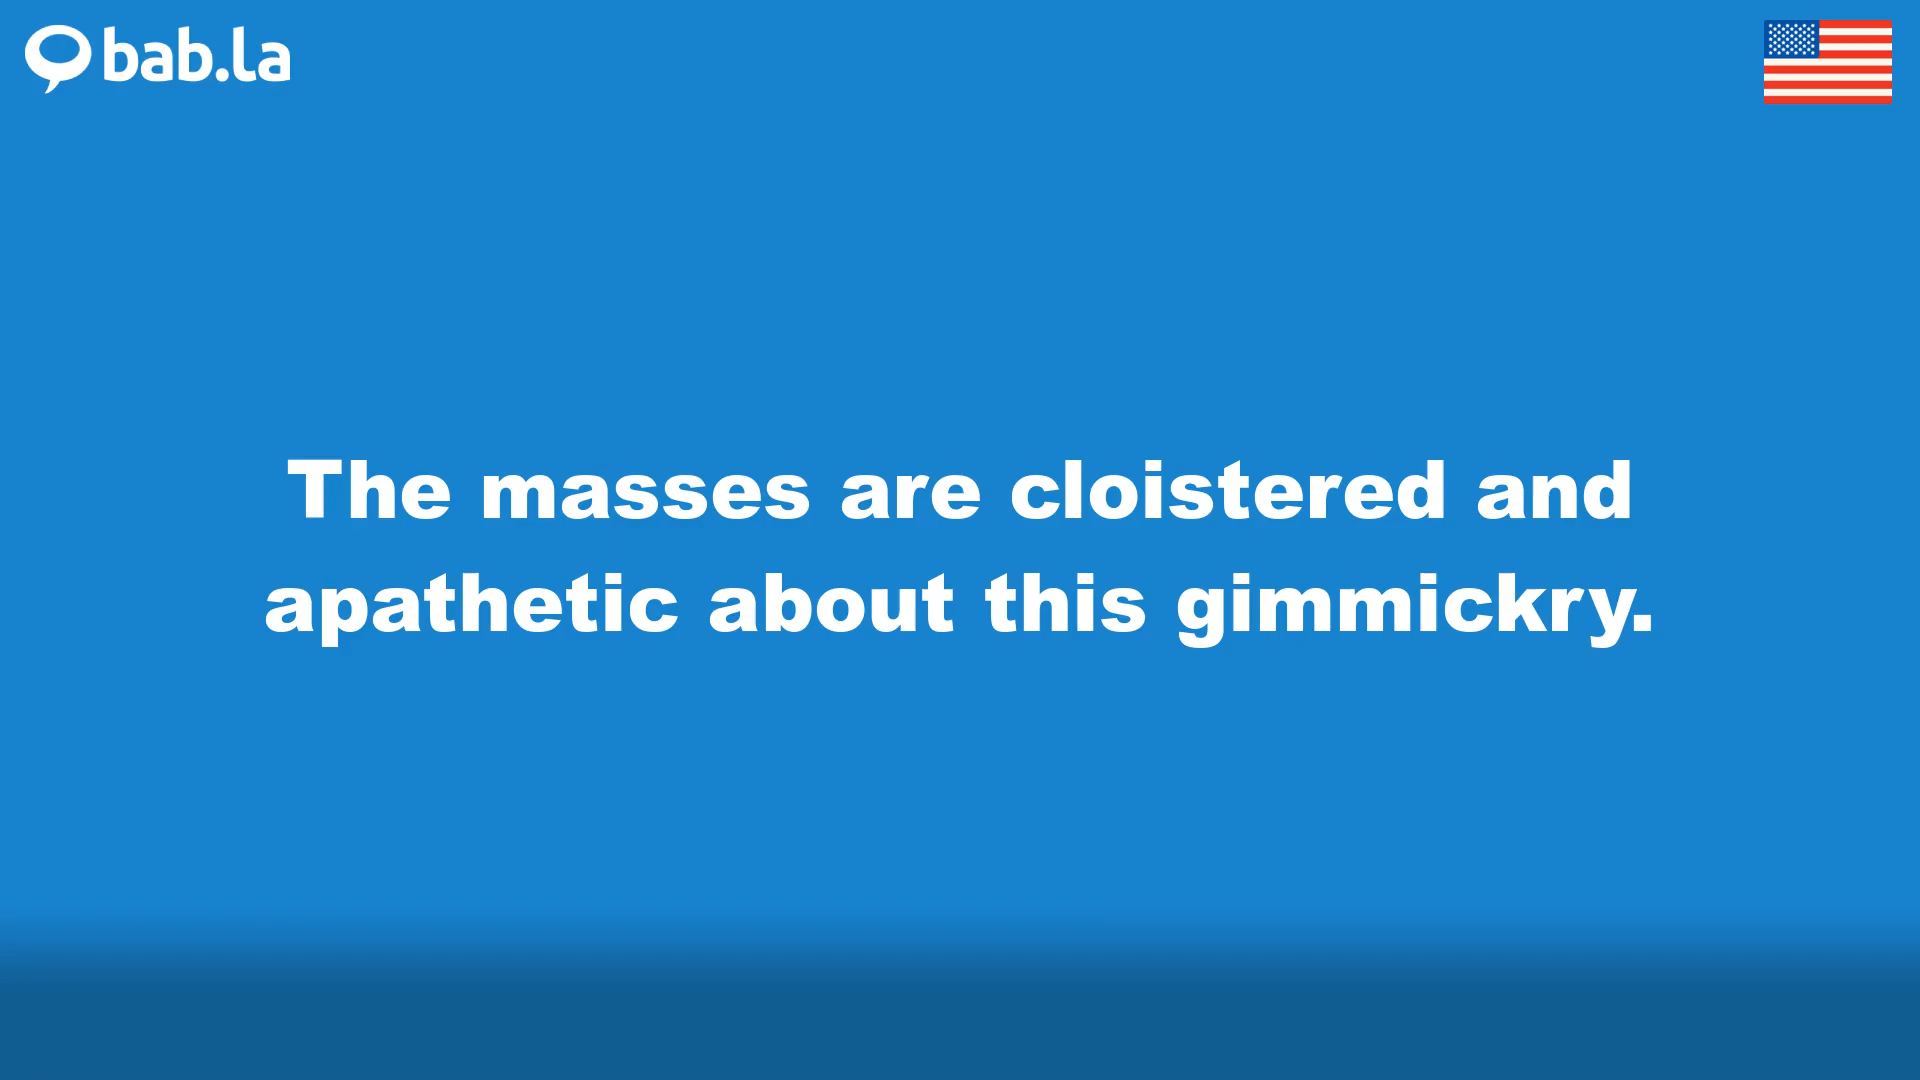 bab.la
The masses are cloistered and
apathetic about this gimmickry.